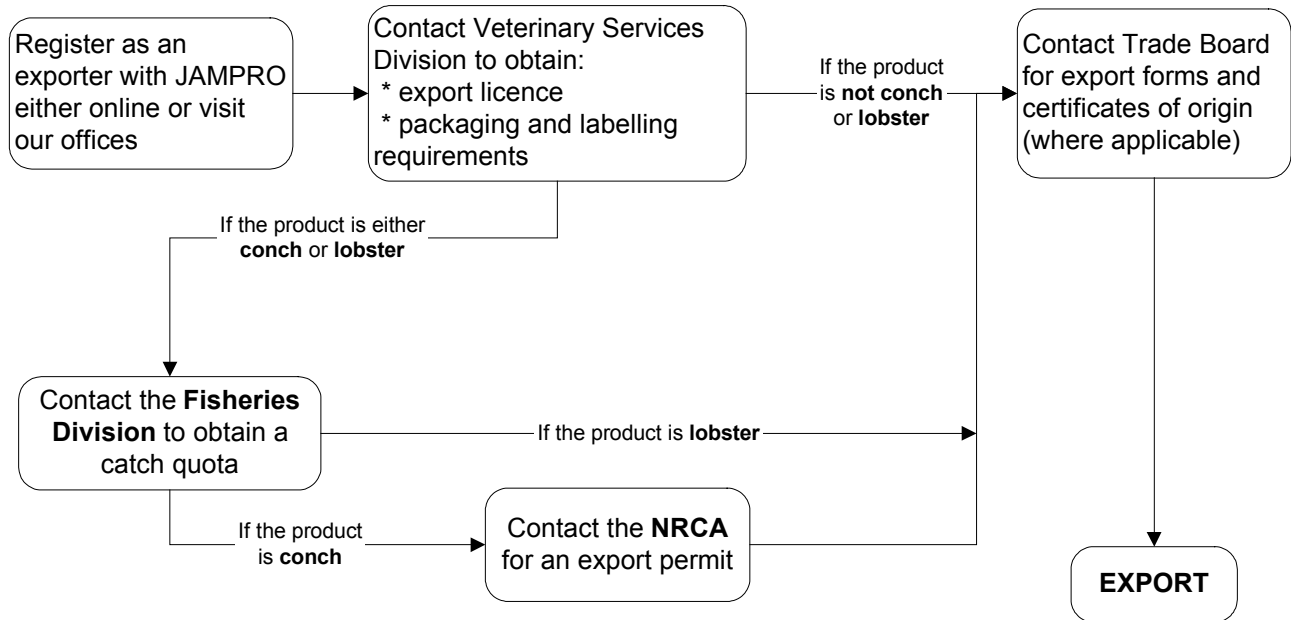 Register as an
exporter with JAMPRO
either online or visit
our offices
Contact Veterinary Services
Division to obtain:
* export licence
* packaging and labelling
requirements
If the product
is not conch
or lobster
Contact Trade Board
for export forms and
certificates of origin
(where applicable)
If the product is either
conch or lobster
Contact the Fisheries
Division to obtain a
catch quota
If the product is lobster
If the product
is conch
Contact the NRCA
for an export permit
EXPORT